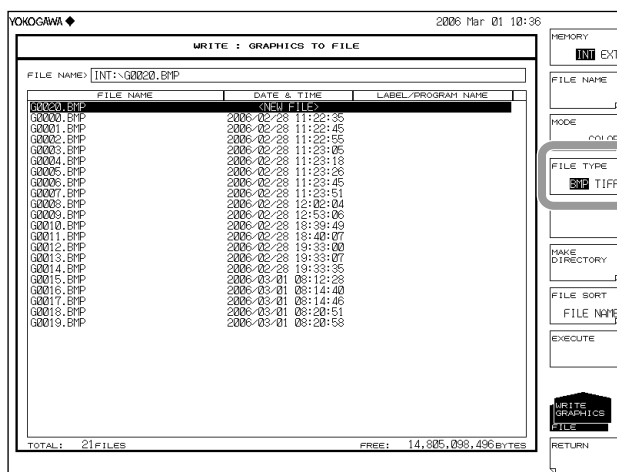 YOKOGAWA ◆ 2006 Mar 01 10:36
WRITE : GRAPHICS TO FILE
FILE NAME> INT:\G0020.BMP
FILE NAME DATE & TIME LABEL/PROGRAM NAME
G0020.BMP <NEW FILE>
G0000.BMP 2006/02/28 11:22:35
G0001.BMP 2006/02/28 11:22:45
G0002.BMP 2006/02/28 11:22:55
G0003.BMP 2006/02/28 11:23:05
G0004.BMP 2006/02/28 11:23:18
G0005.BMP 2006/02/28 11:23:26
G0006.BMP 2006/02/28 11:23:45
G0007.BMP 2006/02/28 11:23:51
G0008.BMP 2006/02/28 12:02:04
G0009.BMP 2006/02/28 12:53:06
G0010.BMP 2006/02/28 18:39:49
G0011.BMP 2006/02/28 18:40:07
G0012.BMP 2006/02/28 19:33:00
G0013.BMP 2006/02/28 19:33:07
G0014.BMP 2006/02/28 19:33:35
G0015.BMP 2006/03/01 08:12:28
G0016.BMP 2006/03/01 08:14:40
G0017.BMP 2006/03/01 08:14:46
G0018.BMP 2006/03/01 08:20:51
G0019.BMP 2006/03/01 08:20:58
TOTAL: 21FILES FREE: 14,805,098,496BYTES
MEMORY
INT EXT
FILE NAME
MODE
COLOR
FILE TYPE
BMP TIFF
MAKE
DIRECTORY
FILE SORT
FILE NAME
EXECUTE
WRITE
GRAPHICS
FILE
RETURN